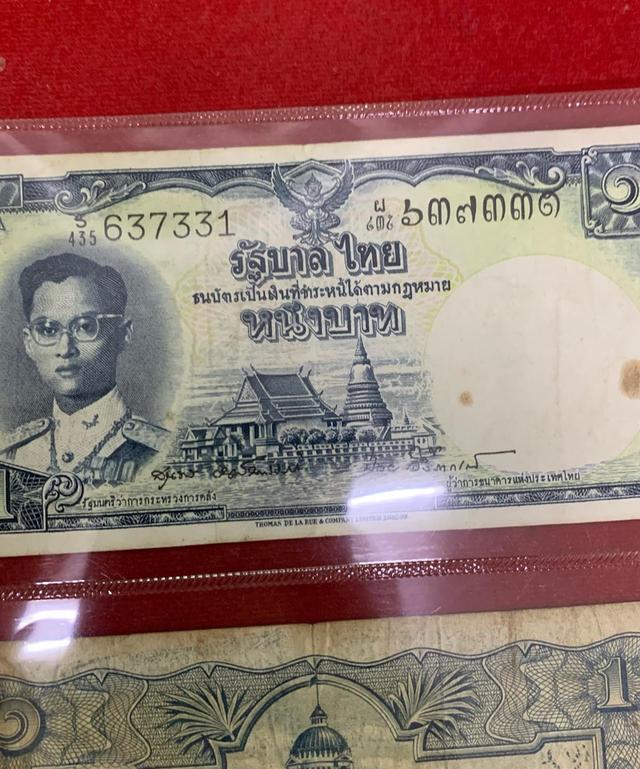 ๑
S
435 637331
ผ
๔๓๕ ๖๓๗๓๓๑
รัฐบาลไทย
ธนบัตรเป็นเงินที่ชำระหนี้ได้ตามกฎหมาย
หนึ่งบาท
1
รัฐมนตรีว่าการกระทรวงการคลัง
ผู้ว่าการธนาคารแห่งประเทศไทย
THOMAS DE LA RUE & COMPANY LIMITED LONDON
๑
1